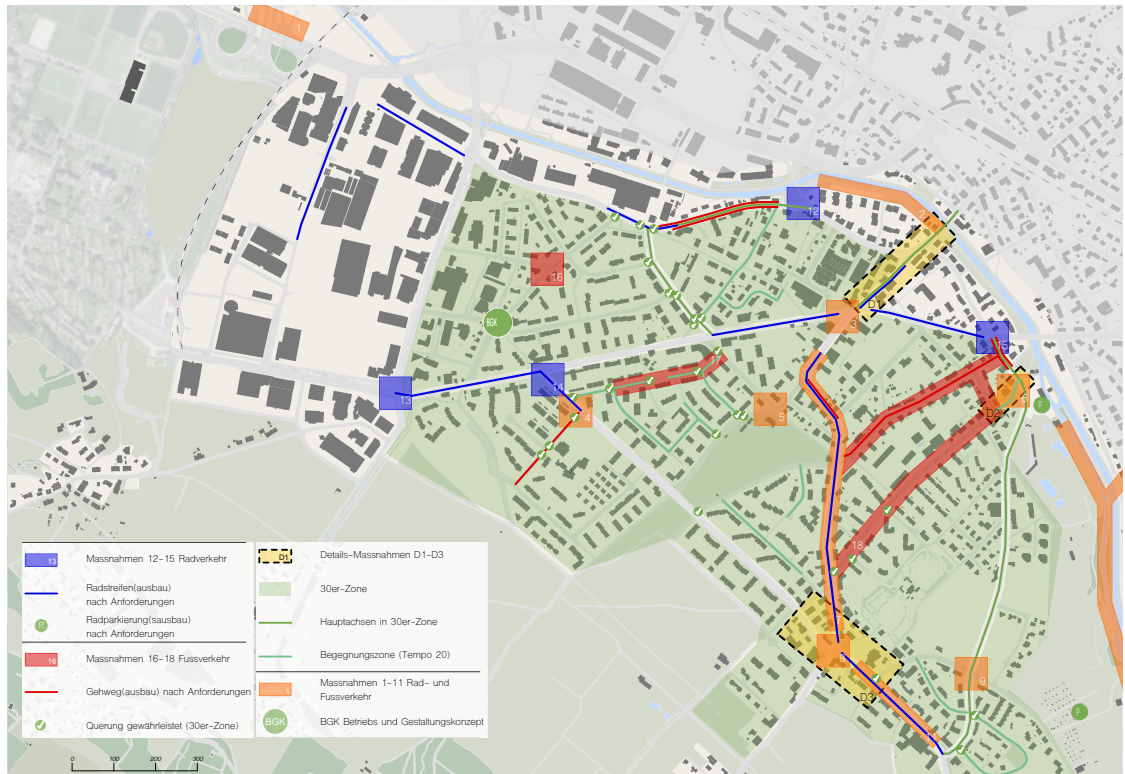 1
2
12
16
D1
3
BGK
15
14
13
4
5
D2
P
18
9
D3
P
13
Massnahmen 12-15 Radverkehr
Radstreifen(ausbau)
nach Anforderungen
P
Radparkierung(sausbau)
nach Anforderungen
16
Massnahmen 16-18 Fussverkehr
Gehweg(ausbau) nach Anforderungen
Querung gewährleistet (30er-Zone)
D1
Details-Massnahmen D1-D3
30er-Zone
Hauptachsen in 30er-Zone
Begegnungszone (Tempo 20)
1
Massnahmen 1-11 Rad- und
Fussverkehr
BGK
BGK Betriebs und Gestaltungskonzept
0 100 200 300